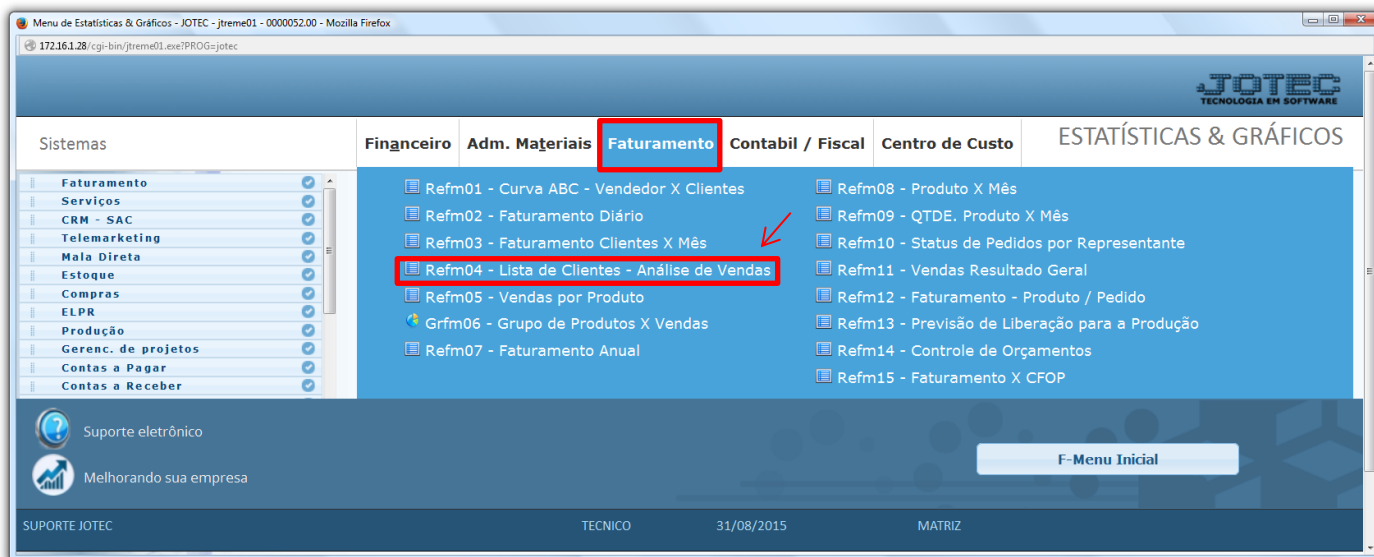 Menu de Estatísticas & Gráficos - JOTEC - jtreme01 - 0000052.00 - Mozilla Firefox
172.16.1.28/cgi-bin/jtreme01.exe?PROG=jotec
JOTEC
TECNOLOGIA EM SOFTWARE
Sistemas
Financeiro Adm. Materiais Faturamento Contabil / Fiscal Centro de Custo
ESTATÍSTICAS & GRÁFICOS
Faturamento
Serviços
CRM - SAC
Telemarketing
Mala Direta
Estoque
Compras
ELPR
Produção
Gerenc. de projetos
Contas a Pagar
Contas a Receber
Refm01 - Curva ABC - Vendedor X Clientes
Refm02 - Faturamento Diário
Refm03 - Faturamento Clientes X Mês
Refm04 - Lista de Clientes - Análise de Vendas
Refm05 - Vendas por Produto
Grfm06 - Grupo de Produtos X Vendas
Refm07 - Faturamento Anual
Refm08 - Produto X Mês
Refm09 - QTDE. Produto X Mês
Refm10 - Status de Pedidos por Representante
Refm11 - Vendas Resultado Geral
Refm12 - Faturamento - Produto / Pedido
Refm13 - Previsão de Liberação para a Produção
Refm14 - Controle de Orçamentos
Refm15 - Faturamento X CFOP
Suporte eletrônico
Melhorando sua empresa
F-Menu Inicial
SUPORTE JOTEC TECNICO 31/08/2015 MATRIZ